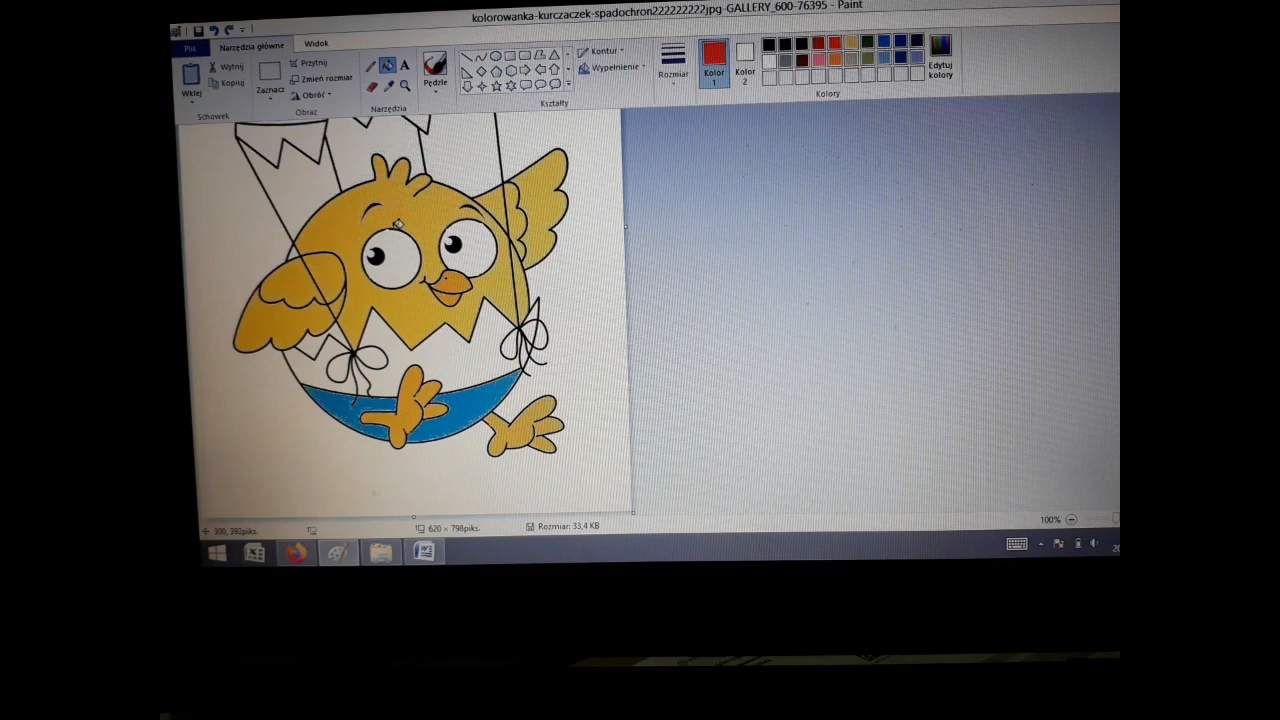 kolorowanka-kurczaczek-spadochron222222222jpg-GALLERY_600-76395 - Paint
Plik Narzędzia główne Widok
Wklej
Wytnij
Kopiuj
Schowek
Zaznacz
Przytnij
Zmień rozmiar
Obróć
Obraz
A
Narzędzia
Pędzle
Kształty
Kontur
Wypełnienie
Rozmiar
Kolor
1
Kolor
2
Edytuj
kolory
Kolory
300, 392piks.
620 × 798piks.
Rozmiar: 33,4 KB
100%